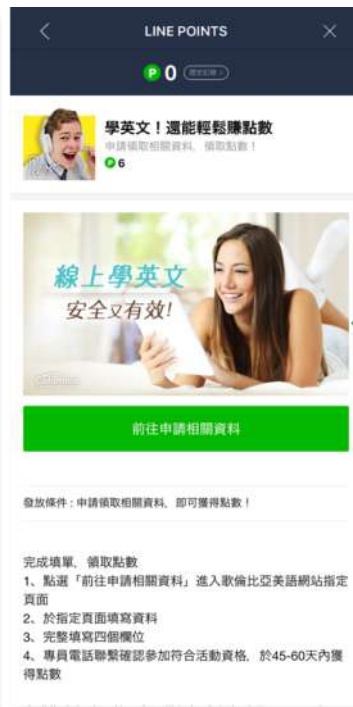 LINE POINTS
P 0
學英文！還能輕鬆賺點數
申請領取相關資料，領取點數！
P 6
線上學英文
安全又有效!
前往申請相關資料
發放條件：申請領取相關資料，即可獲得點數！
完成填單，領取點數
1、點選「前往申請相關資料」進入歌倫比亞美語網站指定
頁面
2、於指定頁面填寫資料
3、完整填寫四個欄位
4、專員電話聯繫確認參加符合活動資格，於45-60天內獲
得點數